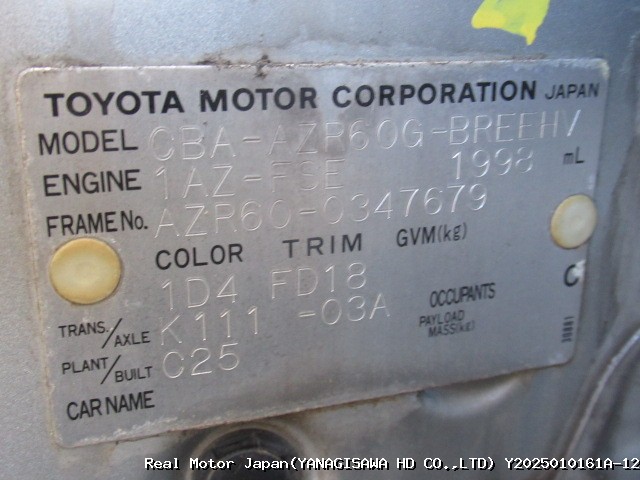 TOYOTA MOTOR CORPORATION JAPAN
MODEL CBA-AZR60G-BREEHV
ENGINE 1AZ-FSE 1998 mL
FRAME No. AZR60-0347679
COLOR TRIM GVM(kg)
1D4 FD18
TRANS./AXLE K111 -03A OCCUPANTS
PAYLOAD MASS(kg)
PLANT/BUILT C25
CAR NAME
Real Motor Japan(YANAGISAWA HD CO.,LTD) Y2025010161A-12